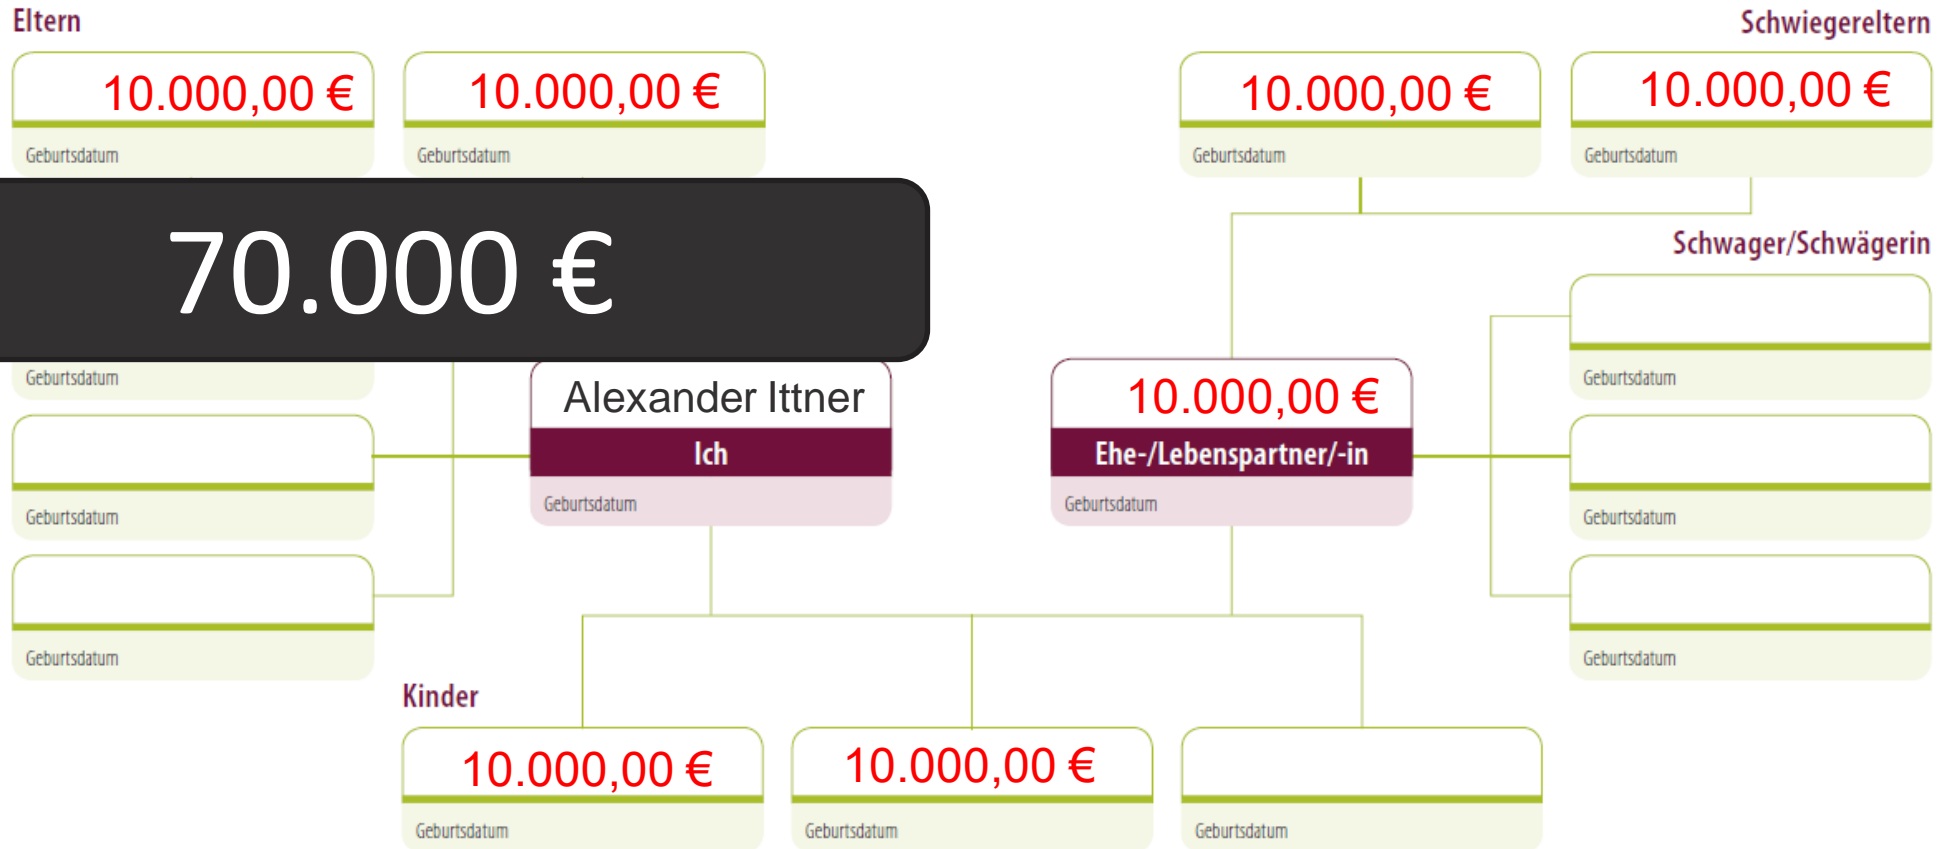 Eltern
Schwiegereltern
10.000,00 €
10.000,00 €
10.000,00 €
10.000,00 €
Geburtsdatum
Geburtsdatum
Geburtsdatum
Geburtsdatum
70.000 €
Schwager/Schwägerin
Geburtsdatum
Alexander Ittner
10.000,00 €
Geburtsdatum
Ich
Ehe-/Lebenspartner/-in
Geburtsdatum
Geburtsdatum
Geburtsdatum
Geburtsdatum
Geburtsdatum
Geburtsdatum
Kinder
10.000,00 €
10.000,00 €
Geburtsdatum
Geburtsdatum
Geburtsdatum